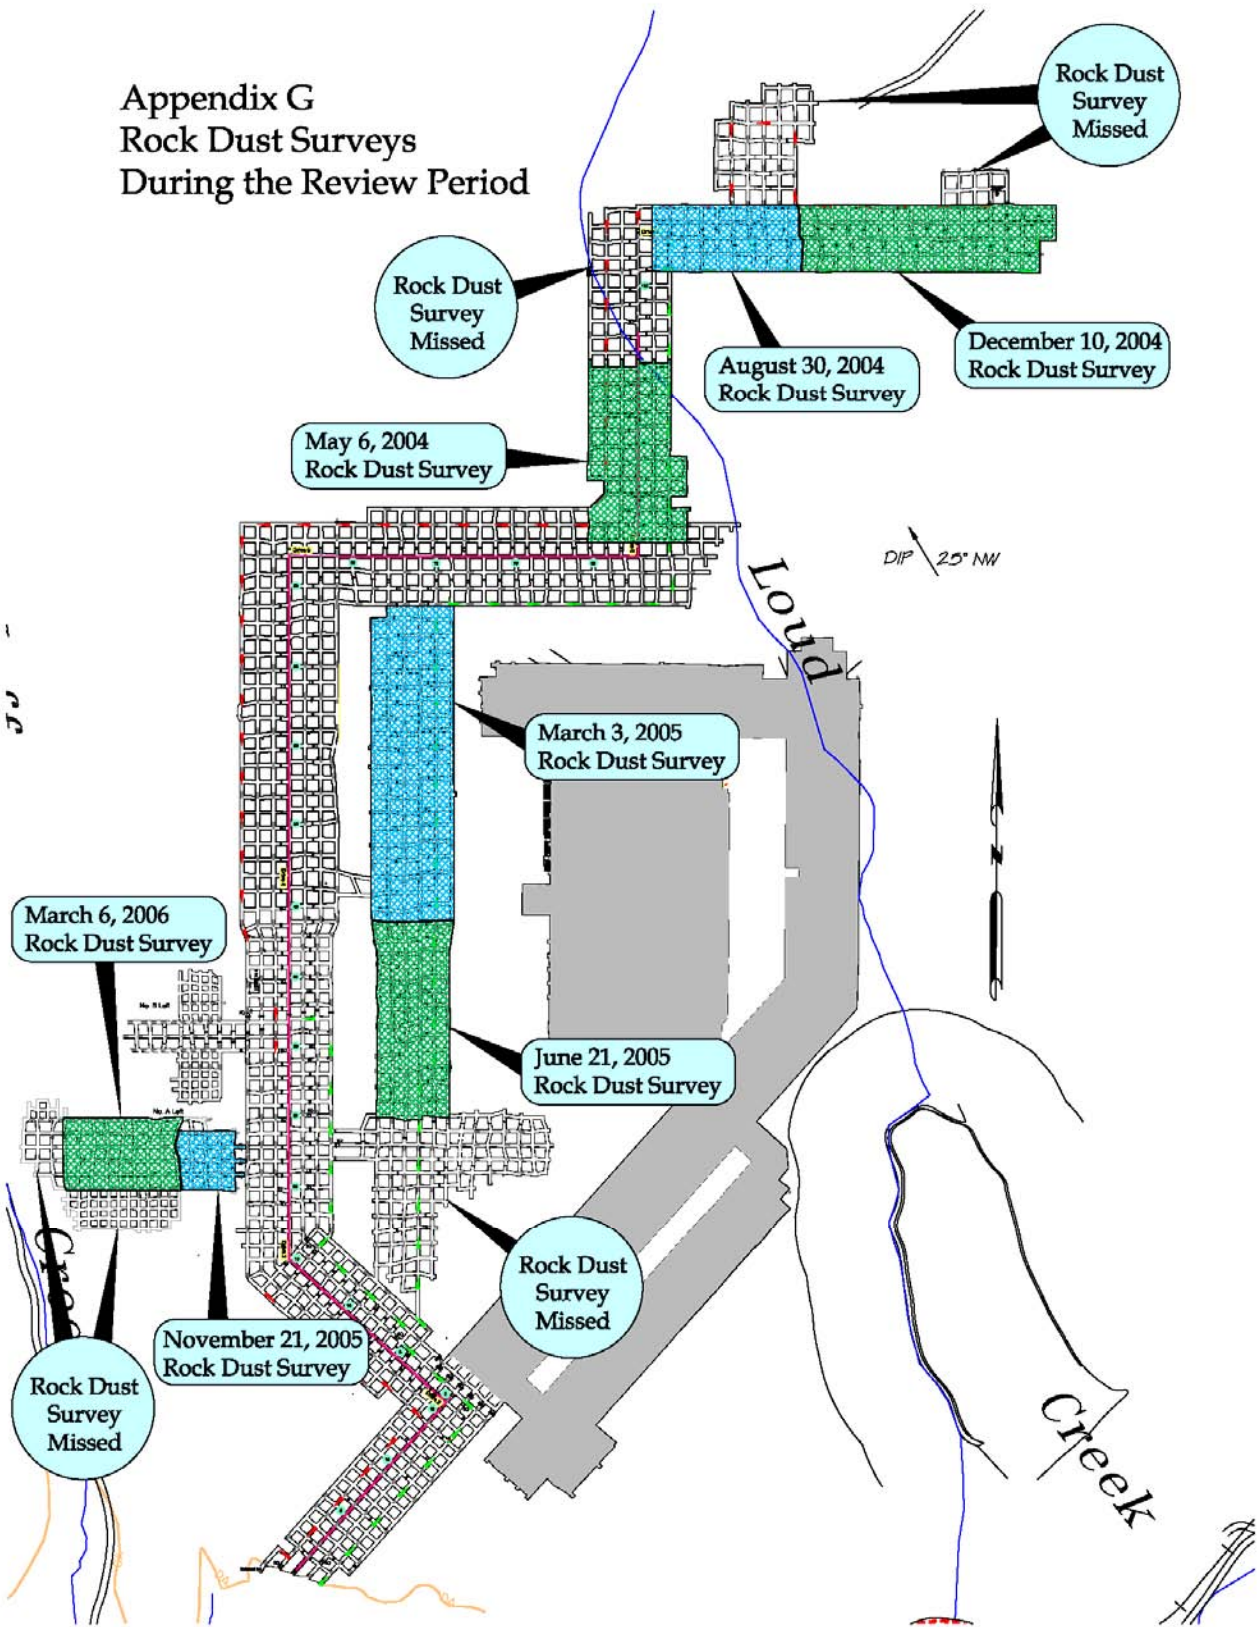 Appendix G
Rock Dust Surveys
During the Review Period
Rock Dust
Survey
Missed
Rock Dust
Survey
Missed
December 10, 2004
Rock Dust Survey
August 30, 2004
Rock Dust Survey
May 6, 2004
Rock Dust Survey
DIP 25° NW
Loud
March 3, 2005
Rock Dust Survey
N
March 6, 2006
Rock Dust Survey
June 21, 2005
Rock Dust Survey
No. A Left
Rock Dust
Survey
Missed
November 21, 2005
Rock Dust Survey
Rock Dust
Survey
Missed
Creek